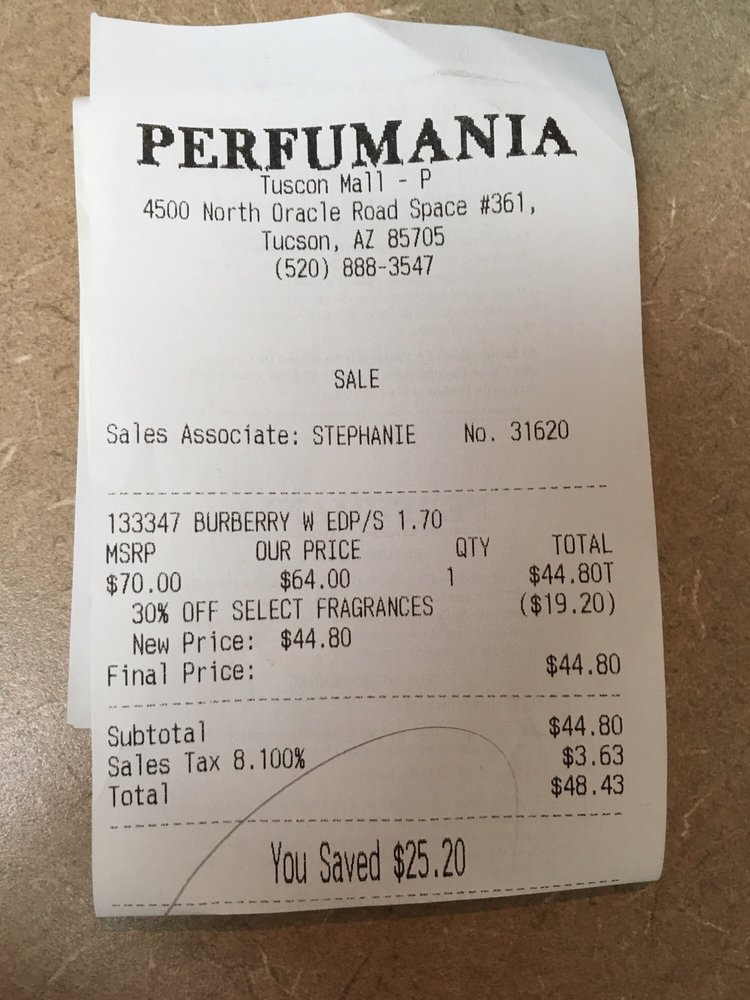 PERFUMANIA
Tuscon Mall - P
4500 North Oracle Road Space #361,
Tucson, AZ 85705
(520) 888-3547
SALE
Sales Associate: STEPHANIE No. 31620
133347 BURBERRY W EDP/S 1.70
MSRP OUR PRICE QTY TOTAL
$70.00 $64.00 1 $44.80T
30% OFF SELECT FRAGRANCES ($19.20)
New Price: $44.80
Final Price: $44.80
Subtotal $44.80
Sales Tax 8.100% $3.63
Total $48.43
You Saved $25.20